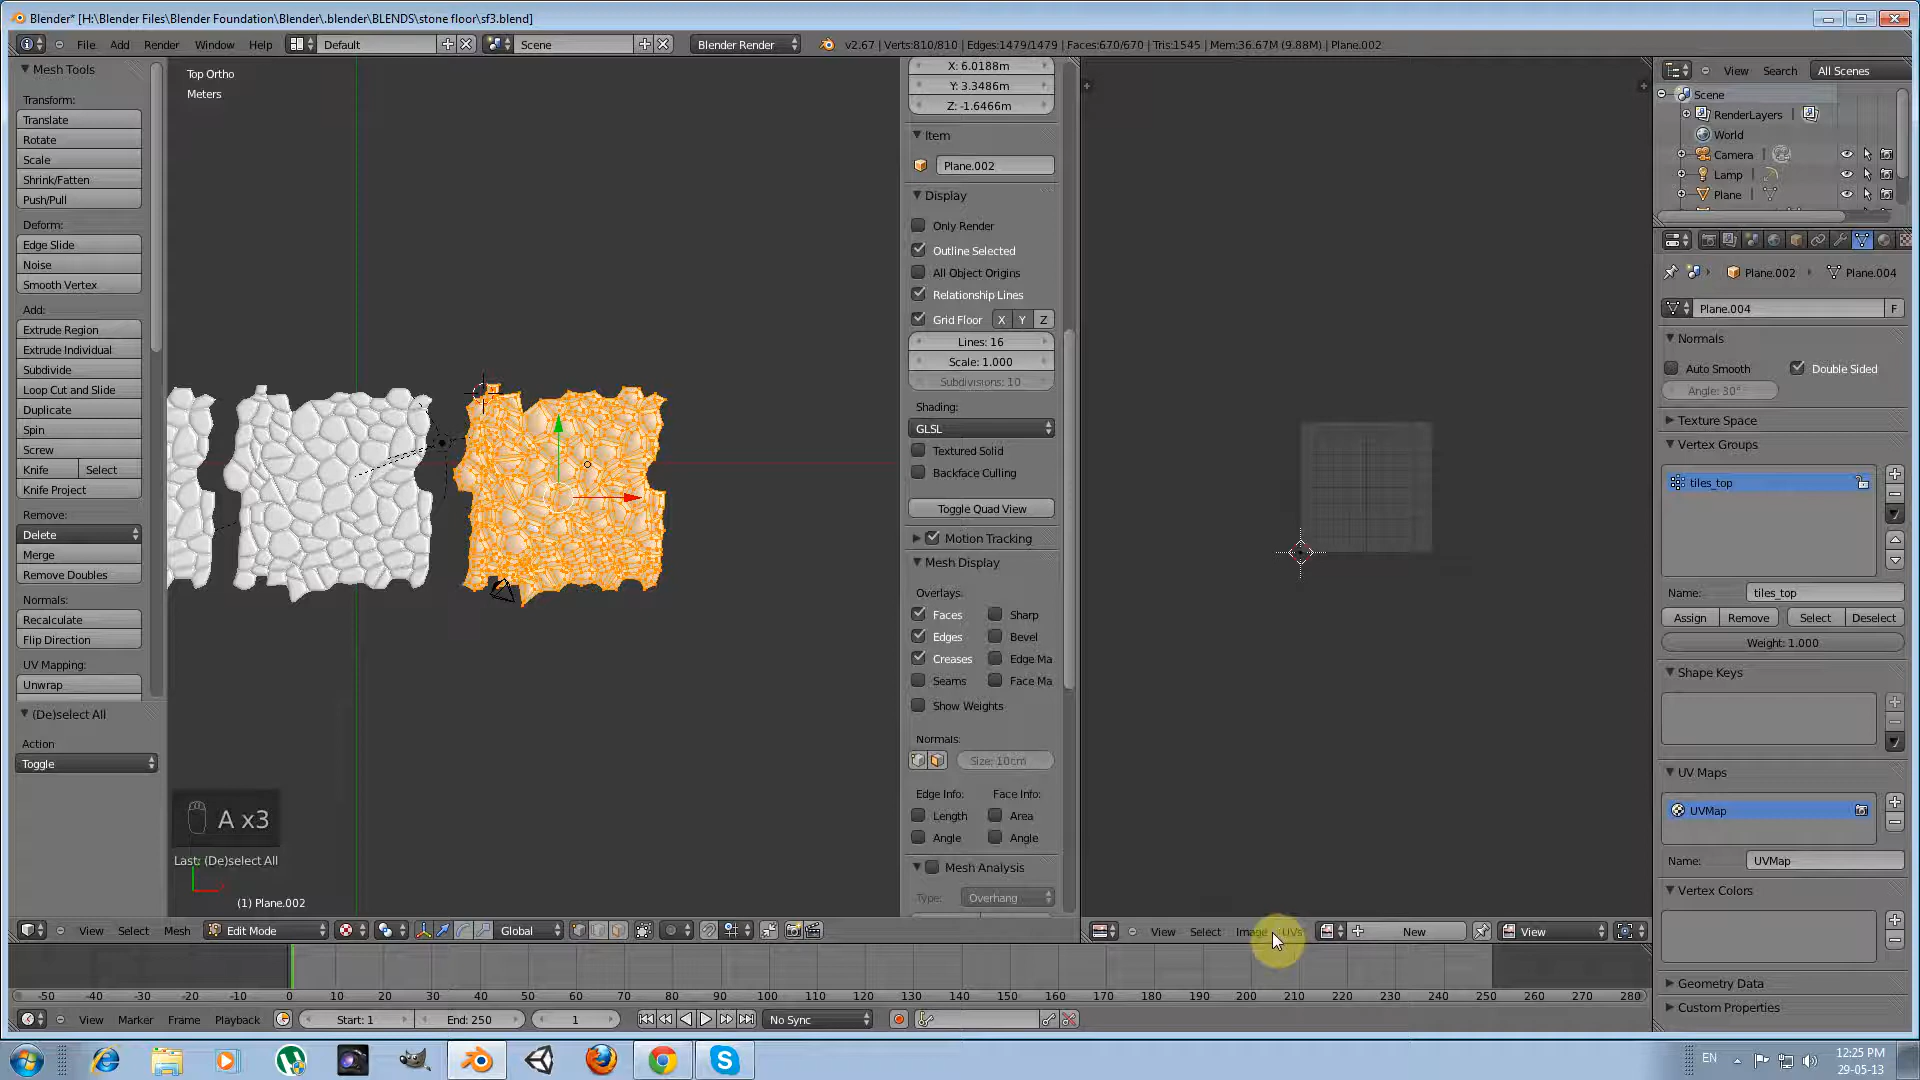 Blender* [H:\Blender Files\Blender Foundation\Blender\.blender\BLENDS\stone floor\sf3.blend]
File Add Render Window Help Default Scene Blender Render v2.67 | Verts:810/810 | Edges:1479/1479 | Faces:670/670 | Tris:1545 | Mem:36.67M (9.88M) | Plane.002
Mesh Tools
Transform:
Translate
Rotate
Scale
Shrink/Fatten
Push/Pull
Deform:
Edge Slide
Noise
Smooth Vertex
Add:
Extrude Region
Extrude Individual
Subdivide
Loop Cut and Slide
Duplicate
Spin
Screw
Knife Select
Knife Project
Remove:
Delete
Merge
Remove Doubles
Normals:
Recalculate
Flip Direction
UV Mapping:
Unwrap
(De)select All
Action
Toggle
Top Ortho
Meters
A x3
Last: (De)select All
(1) Plane.002
X: 6.0188m
Y: 3.3486m
Z: -1.6466m
Item
Plane.002
Display
Only Render
Outline Selected
All Object Origins
Relationship Lines
Grid Floor X Y Z
Lines: 16
Scale: 1.000
Subdivisions: 10
Shading:
GLSL
Textured Solid
Backface Culling
Toggle Quad View
Motion Tracking
Mesh Display
Overlays:
Faces Sharp
Edges Bevel
Creases Edge Ma
Seams Face Ma
Show Weights
Normals:
Size: 10cm
Edge Info: Face Info:
Length Area
Angle Angle
Mesh Analysis
Type: Overhang
View Search All Scenes
Scene
RenderLayers
World
Camera
Lamp
Plane
Plane.002 Plane.004
Plane.004 F
Normals
Auto Smooth Double Sided
Angle: 30°
Texture Space
Vertex Groups
tiles_top
Name: tiles_top
Assign Remove Select Deselect
Weight: 1.000
Shape Keys
UV Maps
UVMap
Name: UVMap
Vertex Colors
Geometry Data
Custom Properties
View Select Mesh Edit Mode Global
View Select Image UVs New View
-50 -40 -30 -20 -10 0 10 20 30 40 50 60 70 80 90 100 110 120 130 140 150 160 170 180 190 200 210 220 230 240 250 260 270 280
View Marker Frame Playback Start: 1 End: 250 1 No Sync
EN 12:25 PM
29-05-13